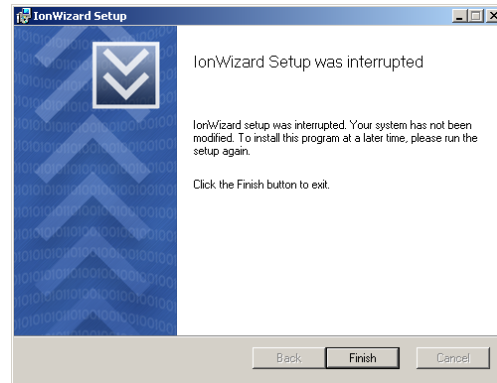 IonWizard Setup
IonWizard Setup was interrupted
IonWizard setup was interrupted. Your system has not been
modified. To install this program at a later time, please run the
setup again.
Click the Finish button to exit.
Back
Finish
Cancel